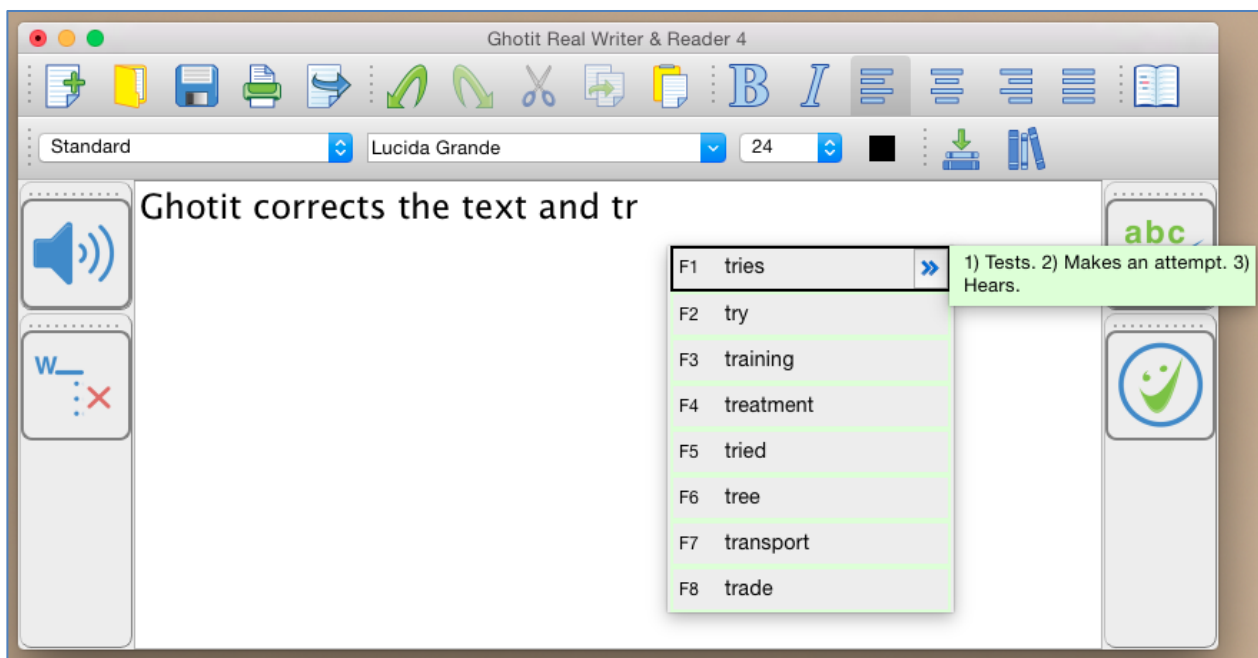 Ghotit Real Writer & Reader 4
B I
Standard Lucida Grande 24
Ghotit corrects the text and tr
abc
F1 tries » 1) Tests. 2) Makes an attempt. 3)
Hears.
F2 try
F3 training
W
F4 treatment
F5 tried
F6 tree
F7 transport
F8 trade